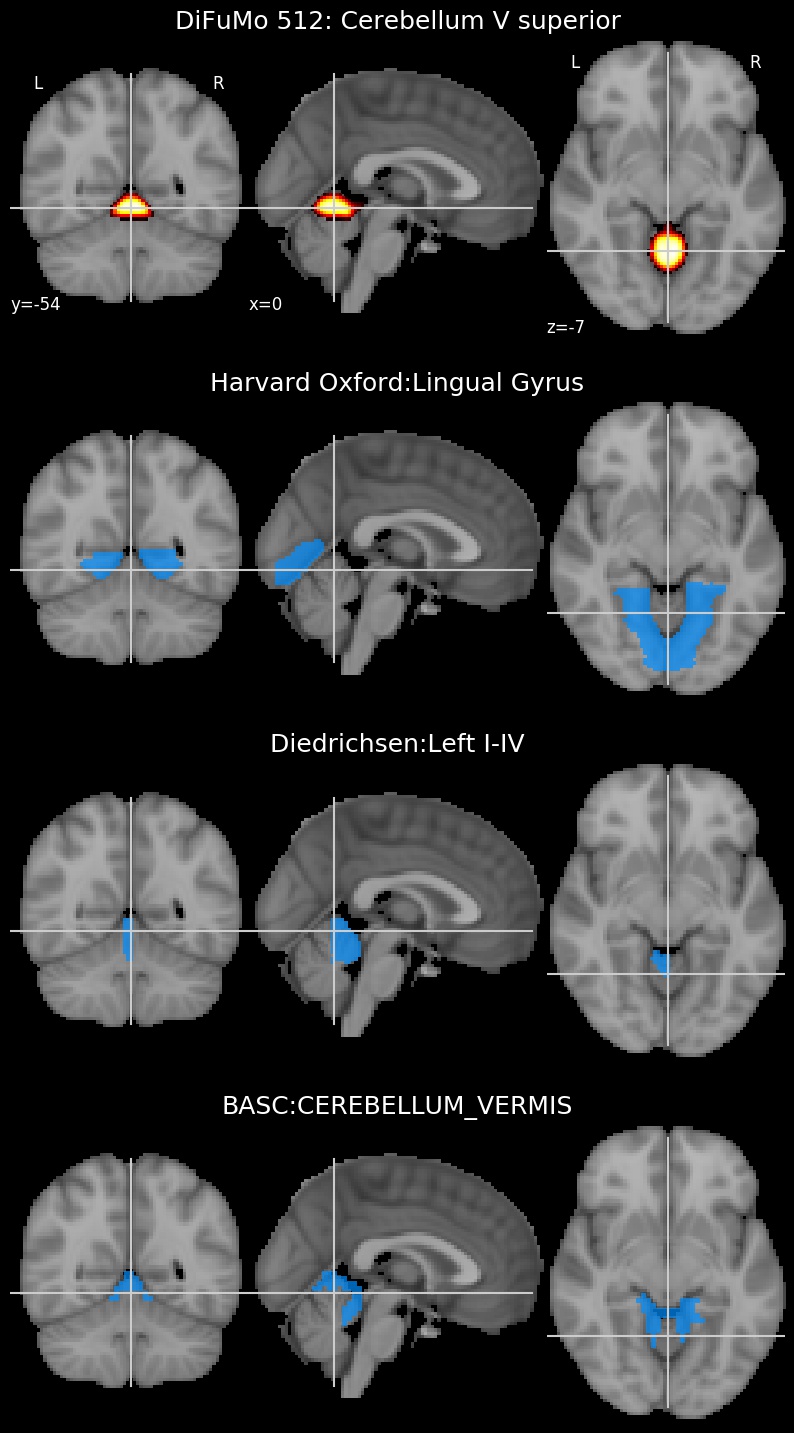 DiFuMo 512: Cerebellum V superior
L R L R
y=-54 x=0 z=-7
Harvard Oxford:Lingual Gyrus
Diedrichsen:Left I-IV
BASC:CEREBELLUM_VERMIS